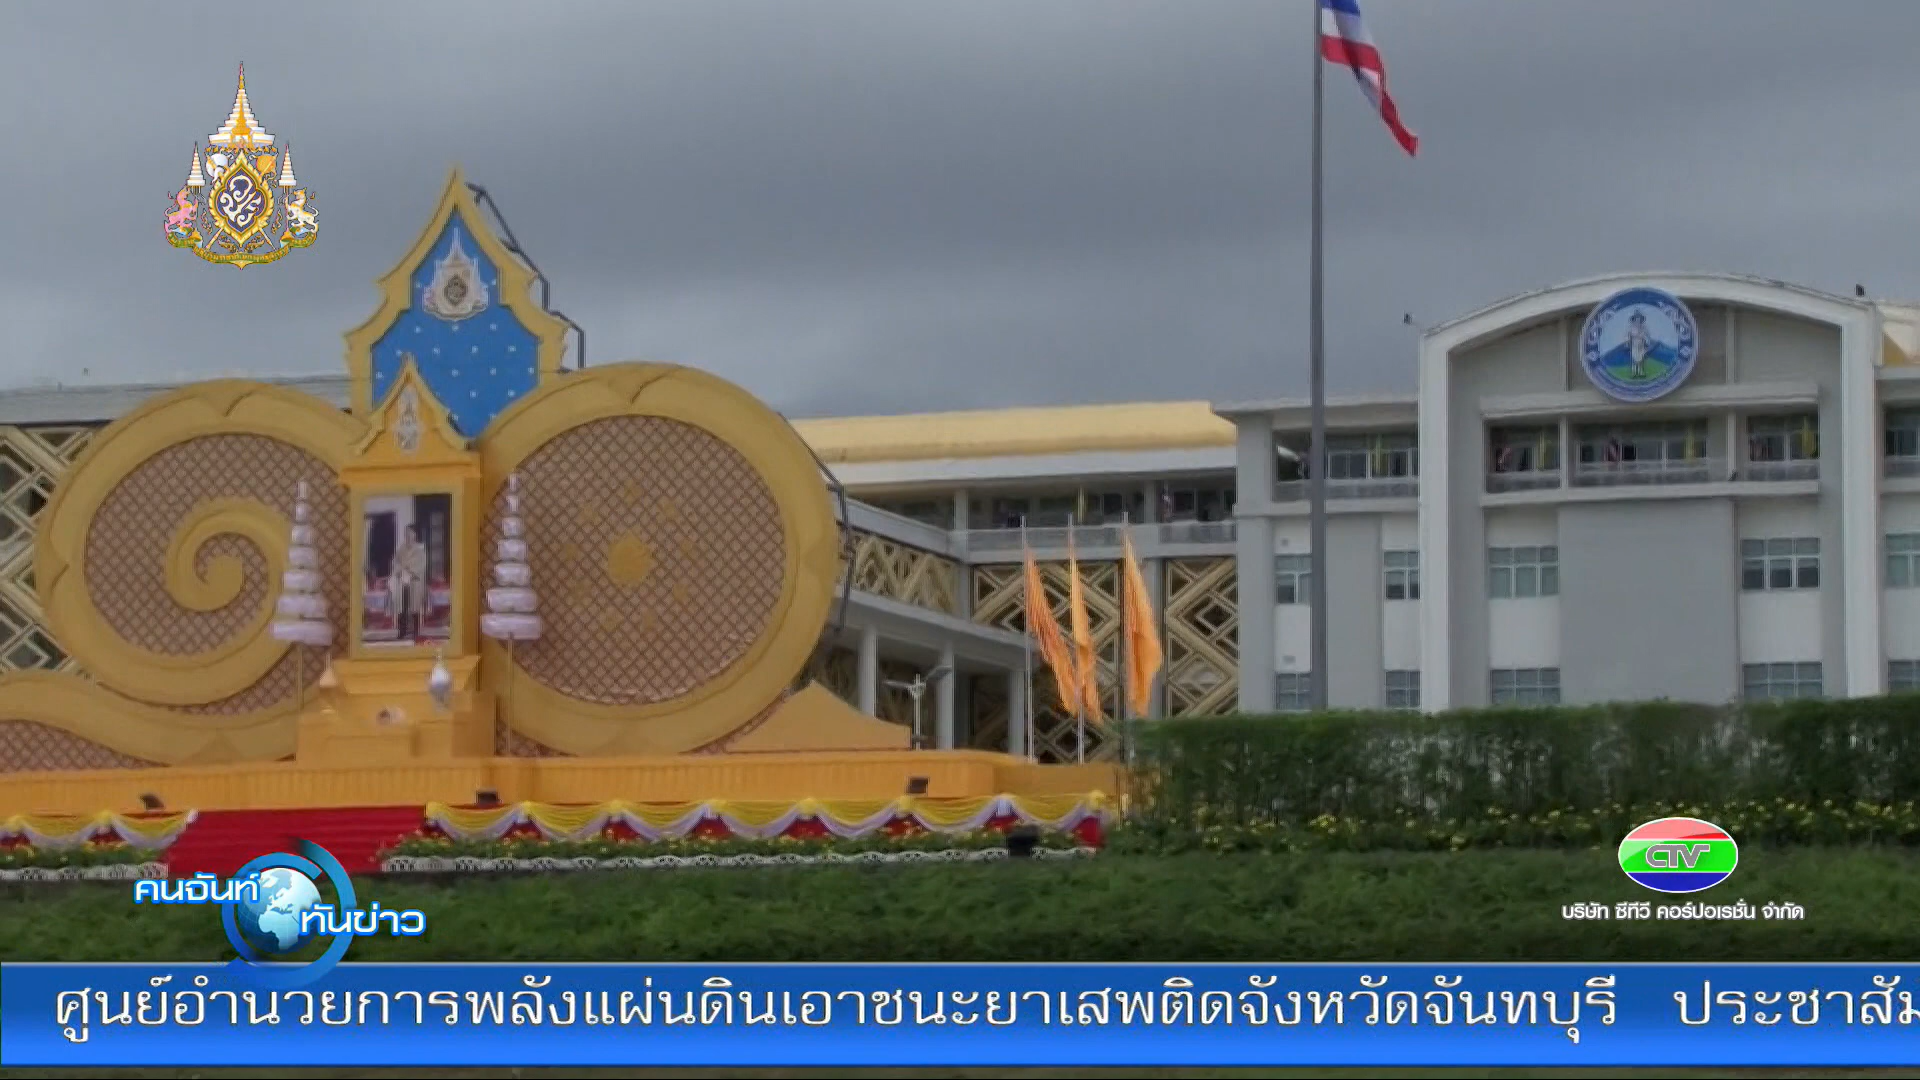 คนจันท์
ทันข่าว
CTV
บริษัท ซีทีวี คอร์ปอเรชั่น จำกัด
ศูนย์อำนวยการพลังแผ่นดินเอาชนะยาเสพติดจังหวัดจันทบุรี ประชาสัม